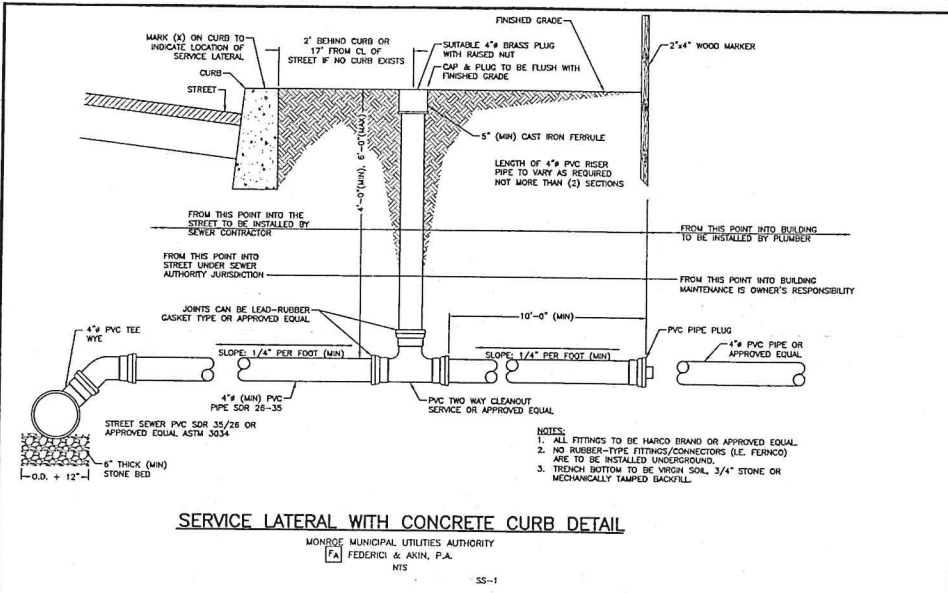 FINISHED GRADE
MARK (X) ON CURB TO
INDICATE LOCATION OF
SERVICE LATERAL
2' BEHIND CURB OR
17' FROM CL OF
STREET IF NO CURB EXISTS
SUITABLE 4"ø BRASS PLUG
WITH RAISED NUT
2"x4" WOOD MARKER
CAP & PLUG TO BE FLUSH WITH
FINISHED GRADE
CURB
STREET
5" (MIN) CAST IRON FERRULE
4'-0"(MIN), 6'-0"(MAX)
LENGTH OF 4"ø PVC RISER
PIPE TO VARY AS REQUIRED
NOT MORE THAN (2) SECTIONS
FROM THIS POINT INTO THE
STREET TO BE INSTALLED BY
SEWER CONTRACTOR
FROM THIS POINT INTO BUILDING
TO BE INSTALLED BY PLUMBER
FROM THIS POINT INTO
STREET UNDER SEWER
AUTHORITY JURISDICTION
FROM THIS POINT INTO BUILDING
MAINTENANCE IS OWNER'S RESPONSIBILITY
JOINTS CAN BE LEAD-RUBBER
GASKET TYPE OR APPROVED EQUAL
10'-0" (MIN)
4"ø PVC TEE
WYE
PVC PIPE PLUG
4"ø PVC PIPE OR
APPROVED EQUAL
SLOPE: 1/4" PER FOOT (MIN)
SLOPE: 1/4" PER FOOT (MIN)
4"ø (MIN) PVC
PIPE SDR 26-35
PVC TWO WAY CLEANOUT
SERVICE OR APPROVED EQUAL
STREET SEWER PVC SDR 35/26 OR
APPROVED EQUAL ASTM 3034
6" THICK (MIN)
STONE BED
O.D. + 12"
NOTES:
1. ALL FITTINGS TO BE HARCO BRAND OR APPROVED EQUAL.
2. NO RUBBER-TYPE FITTINGS/CONNECTORS (I.E. FERNCO)
ARE TO BE INSTALLED UNDERGROUND.
3. TRENCH BOTTOM TO BE VIRGIN SOIL, 3/4" STONE OR
MECHANICALLY TAMPED BACKFILL.
SERVICE LATERAL WITH CONCRETE CURB DETAIL
MONROE MUNICIPAL UTILITIES AUTHORITY
FA FEDERICI & AKIN, P.A.
NTS
SS-1